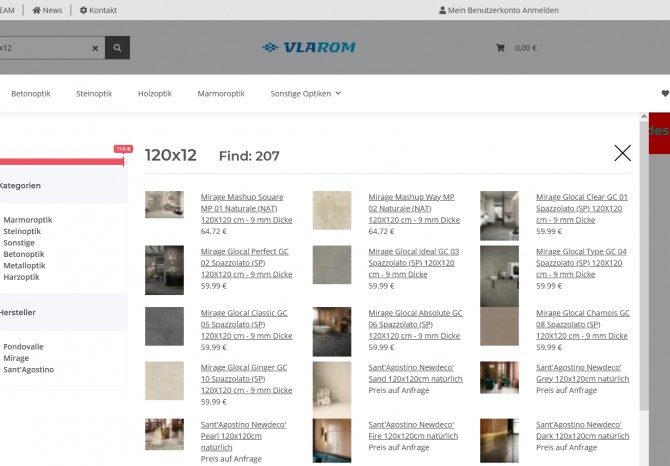 EAM News Kontakt Mein Benutzerkonto Anmelden
x12 × VLAROM 0,00 €
Betonoptik Steinoptik Holzoptik Marmoroptik Sonstige Optiken
des
116 €
120x12 Find: 207
Kategorien
Marmoroptik
Steinoptik
Sonstige
Betonoptik
Metalloptik
Harzoptik
Hersteller
Fondovalle
Mirage
Sant'Agostino
Mirage Mashup Square
MP 01 Naturale (NAT)
120X120 cm - 9 mm Dicke
64.72 €
Mirage Mashup Way MP
02 Naturale (NAT)
120X120 cm - 9 mm Dicke
64.72 €
Mirage Glocal Clear GC 01
Spazzolato (SP) 120X120
cm - 9 mm Dicke
59.99 €
Mirage Glocal Perfect GC
02 Spazzolato (SP)
120X120 cm - 9 mm Dicke
59.99 €
Mirage Glocal Ideal GC 03
Spazzolato (SP) 120X120
cm - 9 mm Dicke
59.99 €
Mirage Glocal Type GC 04
Spazzolato (SP) 120X120
cm - 9 mm Dicke
59.99 €
Mirage Glocal Classic GC
05 Spazzolato (SP)
120X120 cm - 9 mm Dicke
59.99 €
Mirage Glocal Absolute GC
06 Spazzolato (SP)
120X120 cm - 9 mm Dicke
59.99 €
Mirage Glocal Chamois GC
08 Spazzolato (SP)
120X120 cm - 9 mm Dicke
59.99 €
Mirage Glocal Ginger GC
10 Spazzolato (SP)
120X120 cm - 9 mm Dicke
59.99 €
Sant'Agostino Newdeco'
Sand 120x120cm natürlich
Preis auf Anfrage
Sant'Agostino Newdeco'
Grey 120x120cm natürlich
Preis auf Anfrage
Sant'Agostino Newdeco'
Pearl 120x120cm
natürlich
Preis auf Anfrage
Sant'Agostino Newdeco'
Fire 120x120cm natürlich
Preis auf Anfrage
Sant'Agostino Newdeco'
Dark 120x120cm natürlich
Preis auf Anfrage